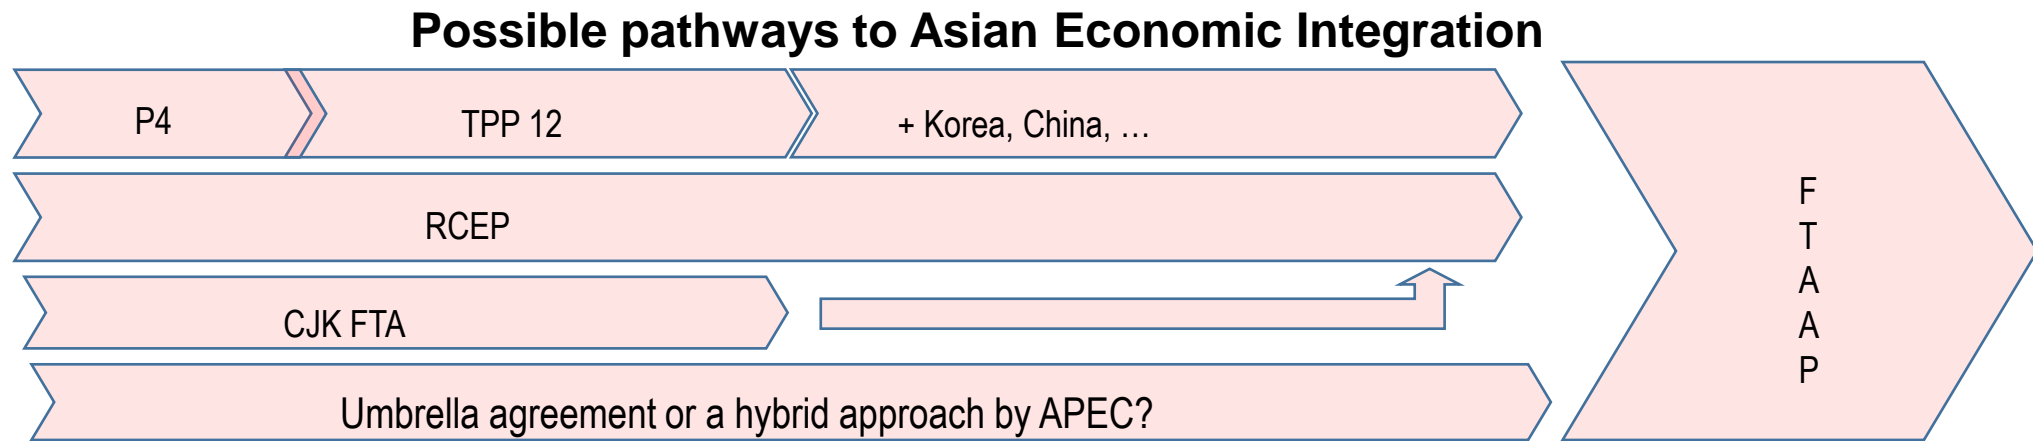 Possible pathways to Asian Economic Integration
P4
TPP 12
+ Korea, China, …
RCEP
CJK FTA
Umbrella agreement or a hybrid approach by APEC?
F
T
A
A
P